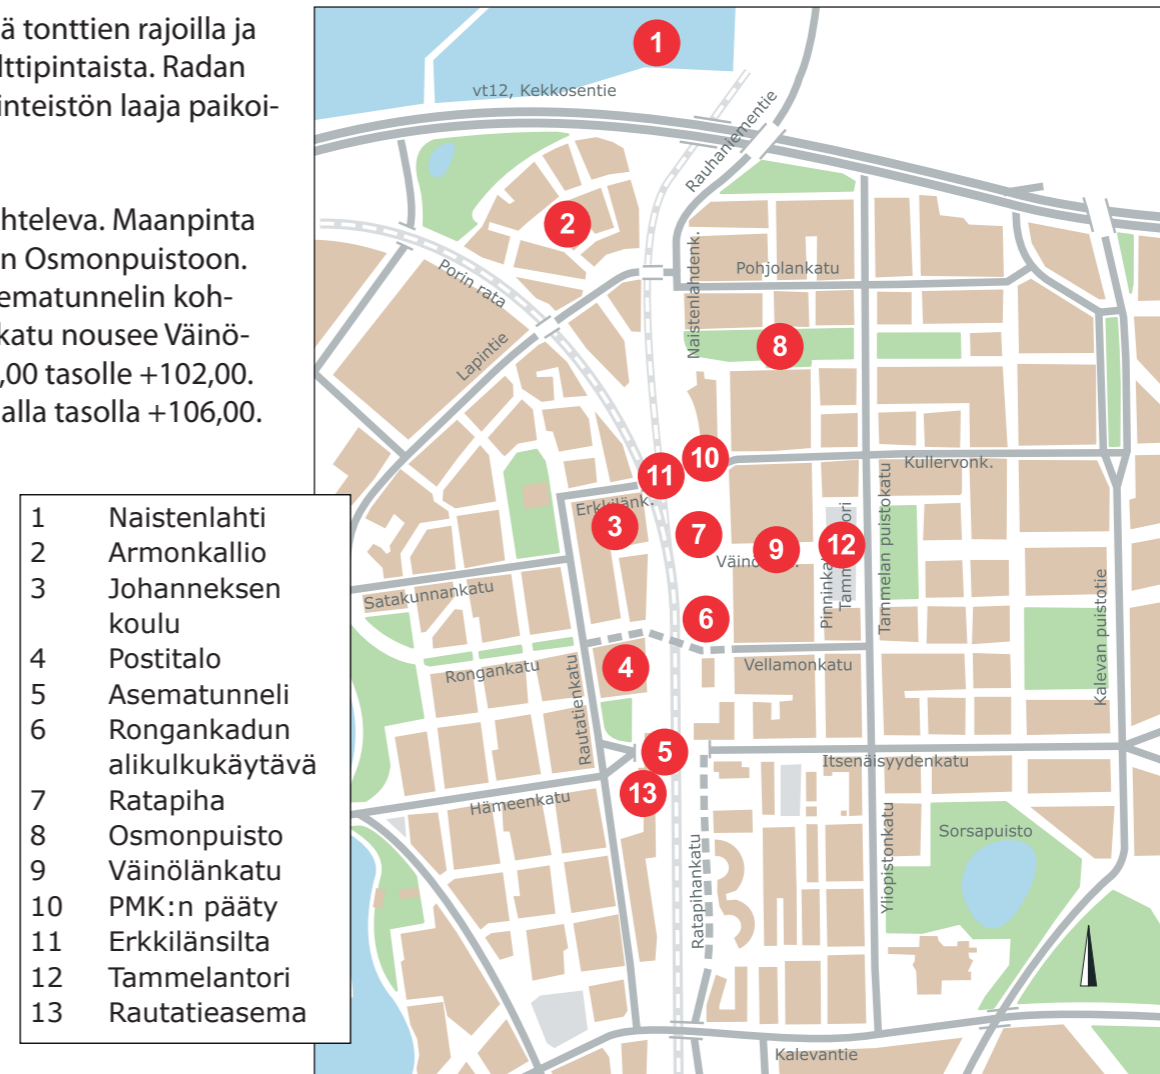 ä tonttien rajoilla ja
lttipintaista. Radan
inteistön laaja paikoi-
hteleva. Maanpinta
n Osmonpuistoon.
sematunnelin koh-
katu nousee Väinö-
,00 tasolle +102,00.
alla tasolla +106,00.
1 Naistenlahti
2 Armonkallio
3 Johanneksen
koulu
4 Postitalo
5 Asematunneli
6 Rongankadun
alikulkukäytävä
7 Ratapiha
8 Osmonpuisto
9 Väinölänkatu
10 PMK:n pääty
11 Erkkilänsilta
12 Tammelantori
13 Rautatieasema
1
vt12, Kekkosentie
Rauhaniementie
2
Porin rata
Naistenlahdenk.
Pohjolankatu
Lapintie
8
10
11
Kullervonk.
Erkkilänk.
3
7
9
12
Tammelan puistokatu
Satakunnankatu
6
Kalevan puistotie
Rongankatu
4
Vellamonkatu
Rautatienkatu
5
Itsenäisyydenkatu
13
Hämeenkatu
Sorsapuisto
Yliopistonkatu
Ratapihankatu
Kalevantie